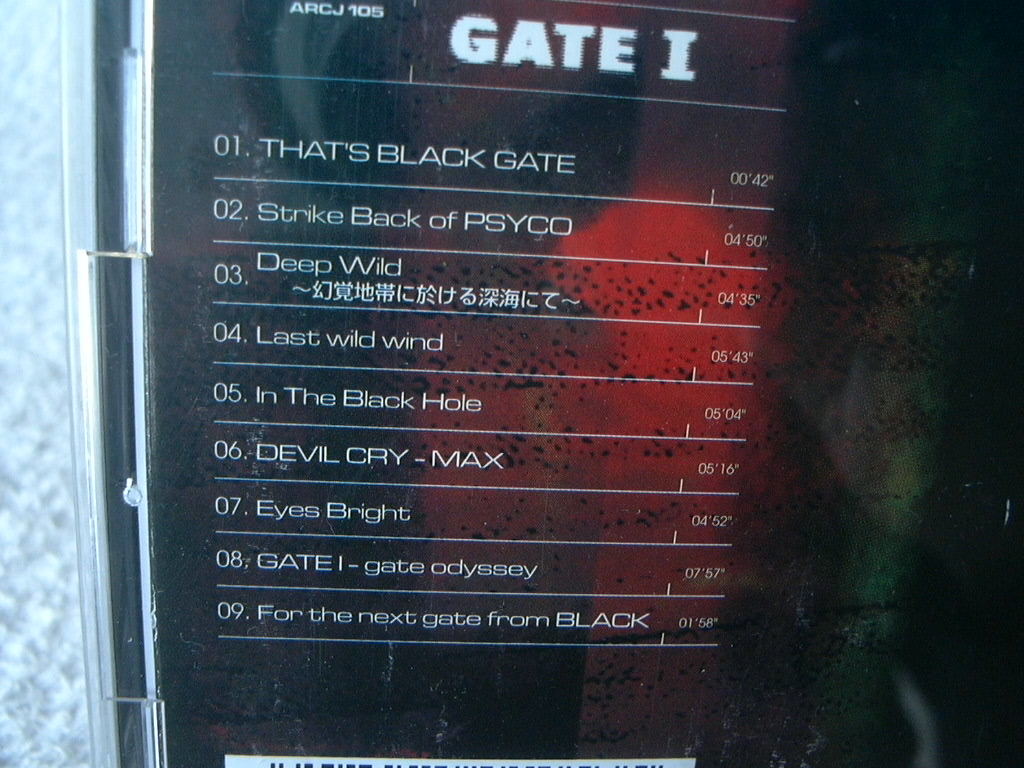 ARCJ 105
GATE I
01. THAT'S BLACK GATE 00'42"
02. Strike Back of PSYCO 04'50"
03. Deep Wild
～幻覚地帯に於ける深海にて～ 04'35"
04. Last wild wind 05'43"
05. In The Black Hole 05'04"
06. DEVIL CRY - MAX 05'16"
07. Eyes Bright 04'52"
08. GATE I - gate odyssey 07'57"
09. For the next gate from BLACK 01'58"